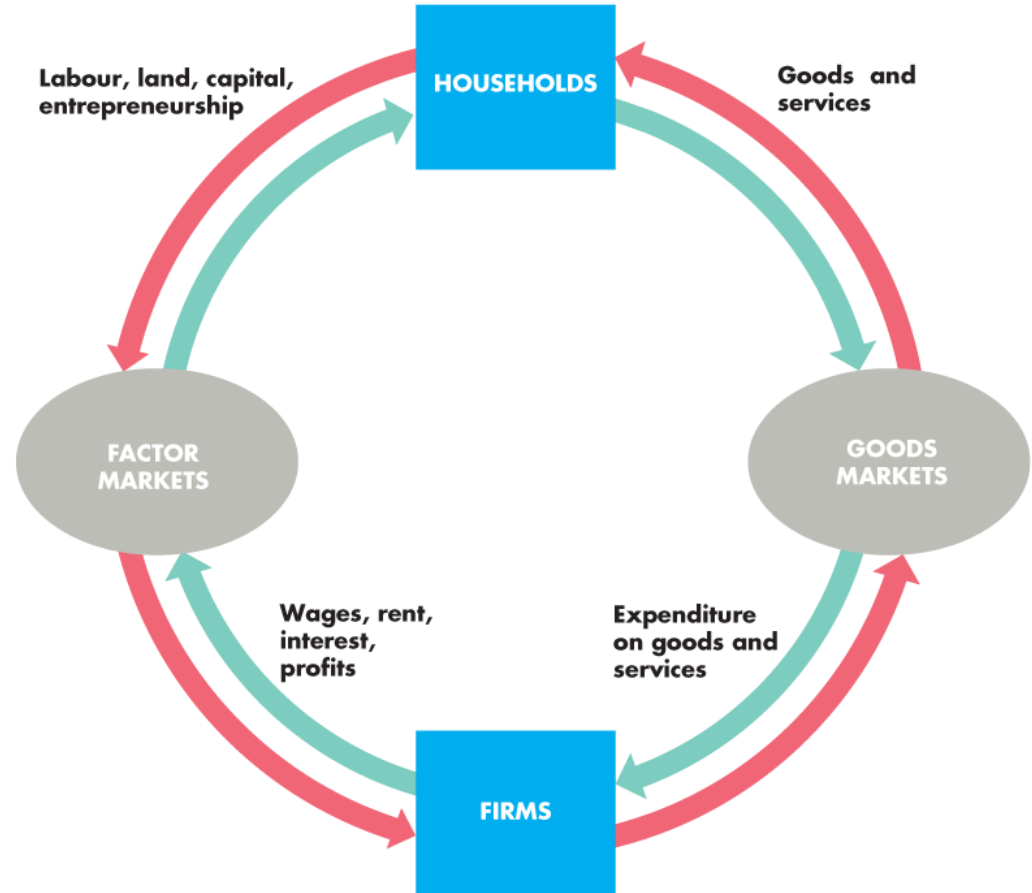 HOUSEHOLDS
Labour, land, capital,
entrepreneurship
Goods and
services
FACTOR
MARKETS
GOODS
MARKETS
Wages, rent,
interest,
profits
Expenditure
on goods and
services
FIRMS